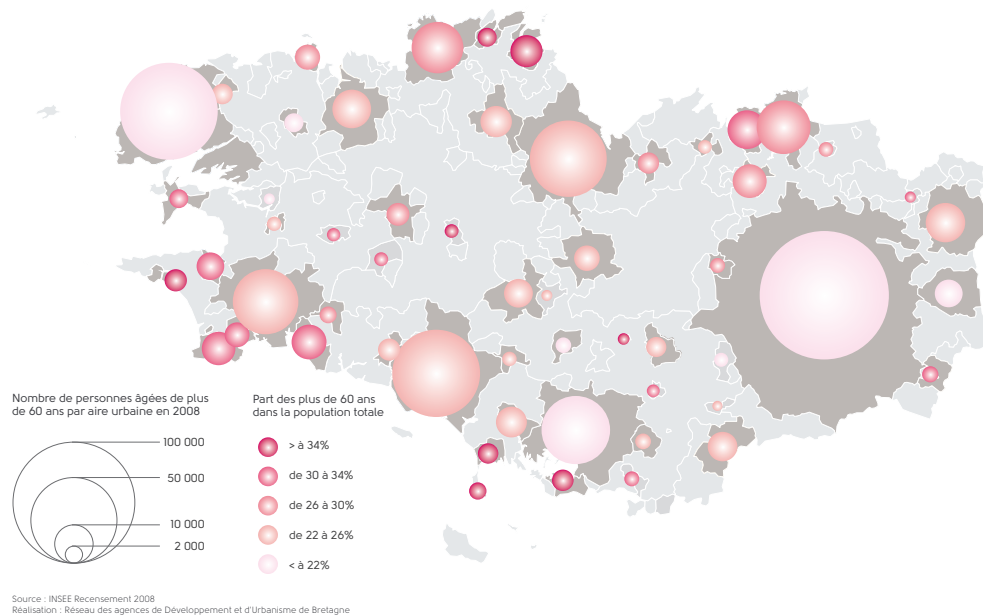 Nombre de personnes âgées de plus
de 60 ans par aire urbaine en 2008
100 000
50 000
10 000
2 000
Part des plus de 60 ans
dans la population totale
> à 34%
de 30 à 34%
de 26 à 30%
de 22 à 26%
< à 22%
Source : INSEE Recensement 2008
Réalisation : Réseau des agences de Développement et d'Urbanisme de Bretagne